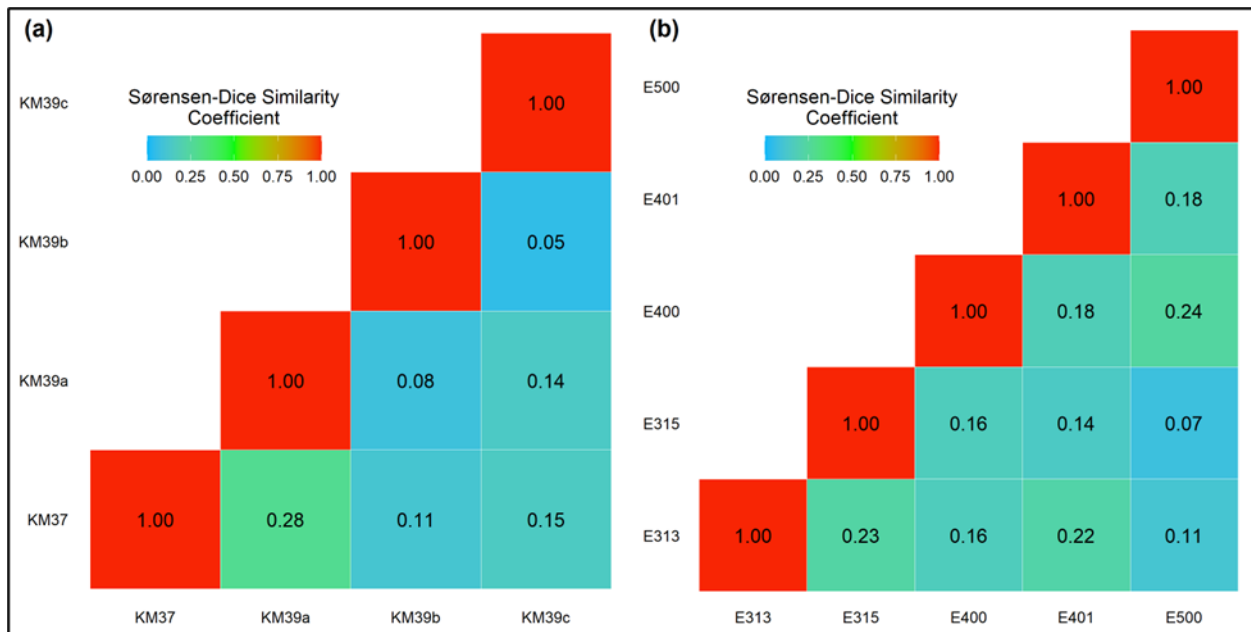 (a)
Sørensen-Dice Similarity
Coefficient
0.00 0.25 0.50 0.75 1.00
KM39c
1.00
KM39b
1.00 0.05
KM39a
1.00 0.08 0.14
KM37
1.00 0.28 0.11 0.15
KM37 KM39a KM39b KM39c
(b)
Sørensen-Dice Similarity
Coefficient
0.00 0.25 0.50 0.75 1.00
E500
1.00
E401
1.00 0.18
E400
1.00 0.18 0.24
E315
1.00 0.16 0.14 0.07
E313
1.00 0.23 0.16 0.22 0.11
E313 E315 E400 E401 E500